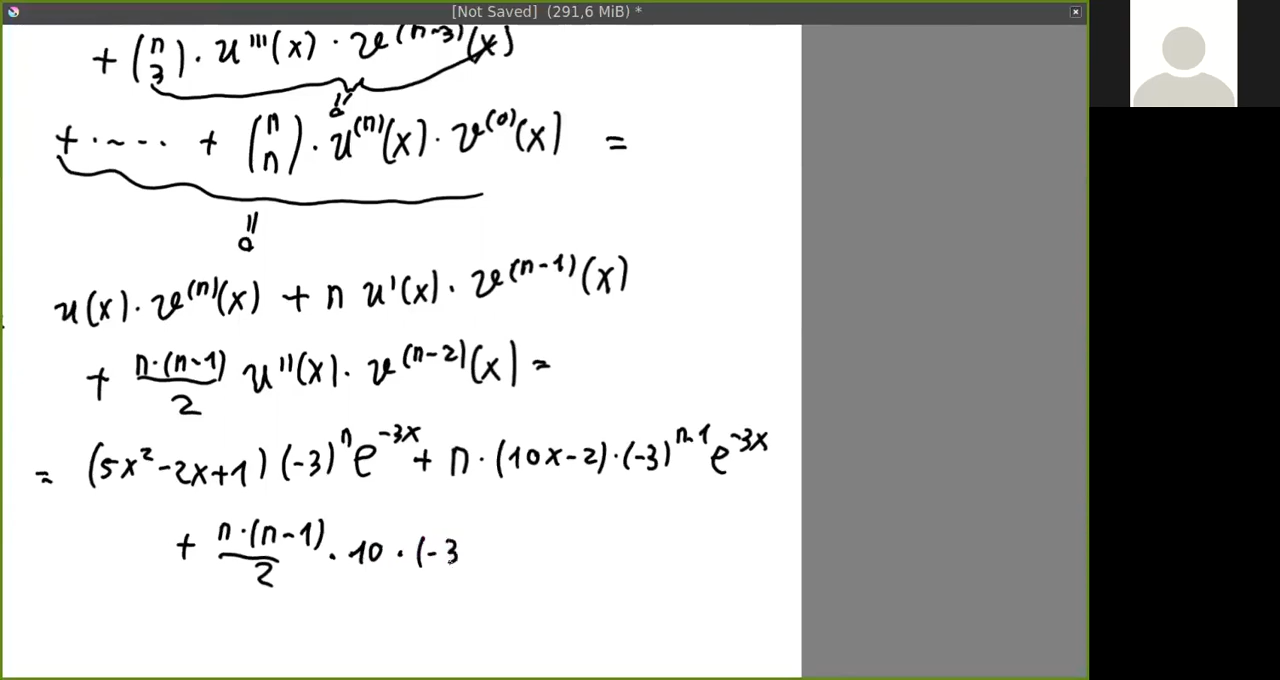 [Not Saved] (291,6 MiB) *
+ (n 3) · u'''(x) · v^(n-3)(x)
0
+ · ~ - · · + (n n) · u^(n)(x) · v^(0)(x) =
0
u(x) · v^(n)(x) + n u'(x) · v^(n-1)(x)
+ n·(n-1)/2 u''(x) · v^(n-2)(x) =
= (5x² - 2x + 1) (-3)^n e^-3x + n · (10x - 2) · (-3)^n-1 e^-3x
+ n·(n-1)/2 · 10 · (-3